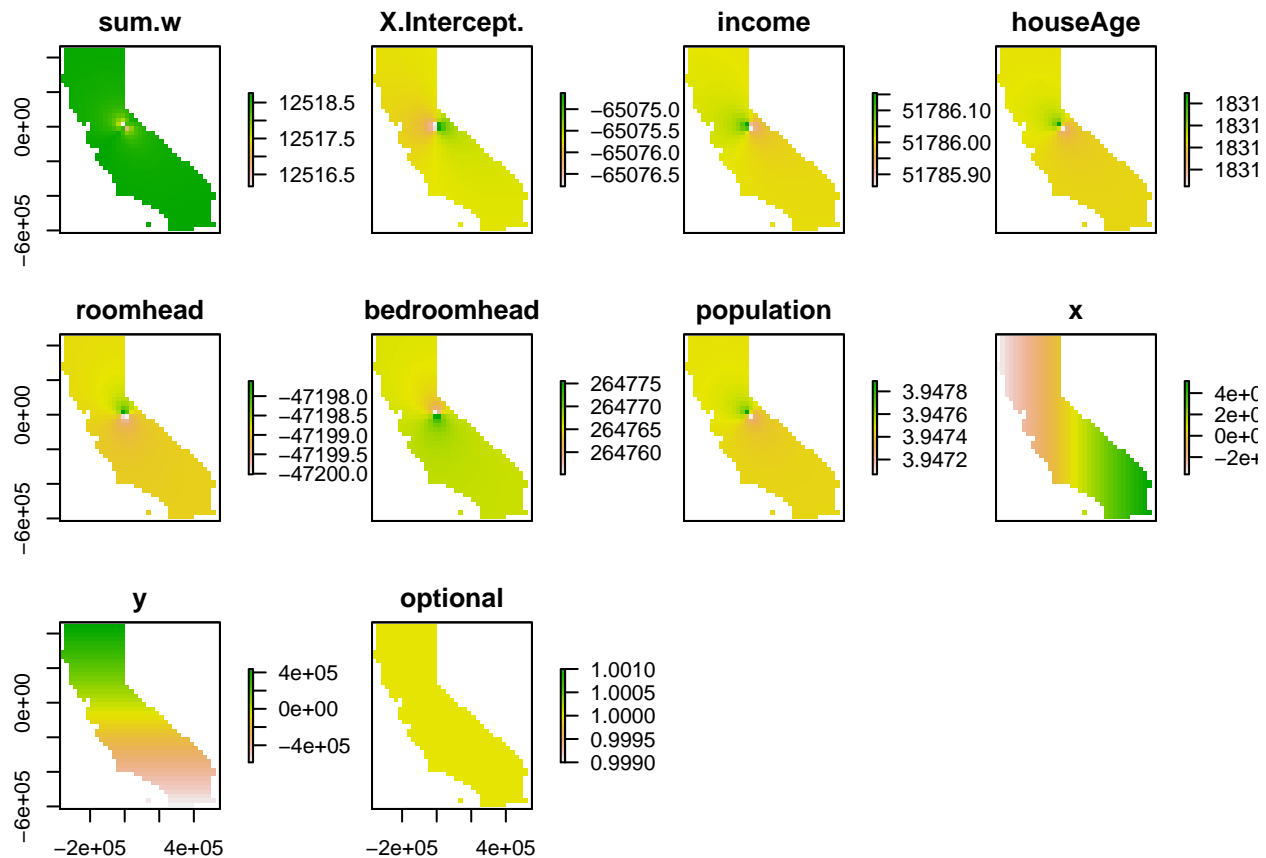 sum.w X.Intercept. income houseAge
0e+00
−6e+05
12518.5
12517.5
12516.5
−65075.0
−65075.5
−65076.0
−65076.5
51786.10
51786.00
51785.90
1831
1831
1831
1831
roomhead bedroomhead population x
0e+00
−6e+05
−47198.0
−47198.5
−47199.0
−47199.5
−47200.0
264775
264770
264765
264760
3.9478
3.9476
3.9474
3.9472
4e+0
2e+0
0e+0
−2e+
y optional
0e+00
−6e+05
4e+05
0e+00
−4e+05
1.0010
1.0005
1.0000
0.9995
0.9990
−2e+05 4e+05 −2e+05 4e+05